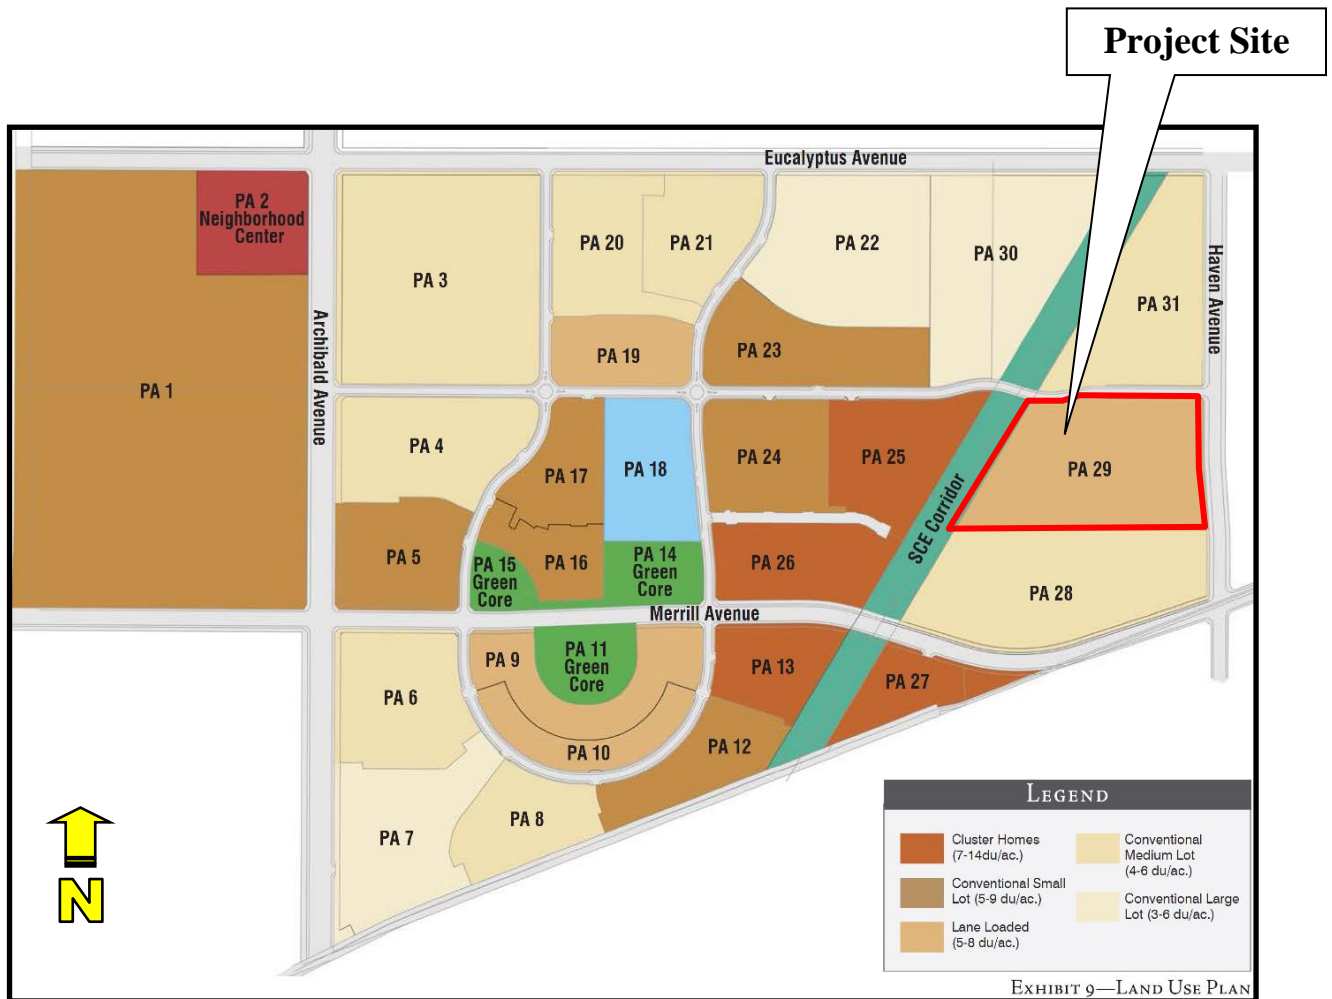 Project Site
Eucalyptus Avenue
PA 2
Neighborhood
Center
PA 20
PA 21
PA 22
PA 30
PA 3
PA 31
Haven Avenue
Archibald Avenue
PA 19
PA 23
PA 1
PA 4
PA 17
PA 18
PA 24
PA 25
PA 29
SCE Corridor
PA 5
PA 15
Green
Core
PA 16
PA 14
Green
Core
PA 26
PA 28
Merrill Avenue
PA 9
PA 11
Green
Core
PA 13
PA 27
PA 6
PA 10
PA 12
PA 7
PA 8
N
LEGEND
Cluster Homes
(7-14du/ac.)
Conventional Small
Lot (5-9 du/ac.)
Lane Loaded
(5-8 du/ac.)
Conventional
Medium Lot
(4-6 du/ac.)
Conventional Large
Lot (3-6 du/ac.)
EXHIBIT 9—LAND USE PLAN